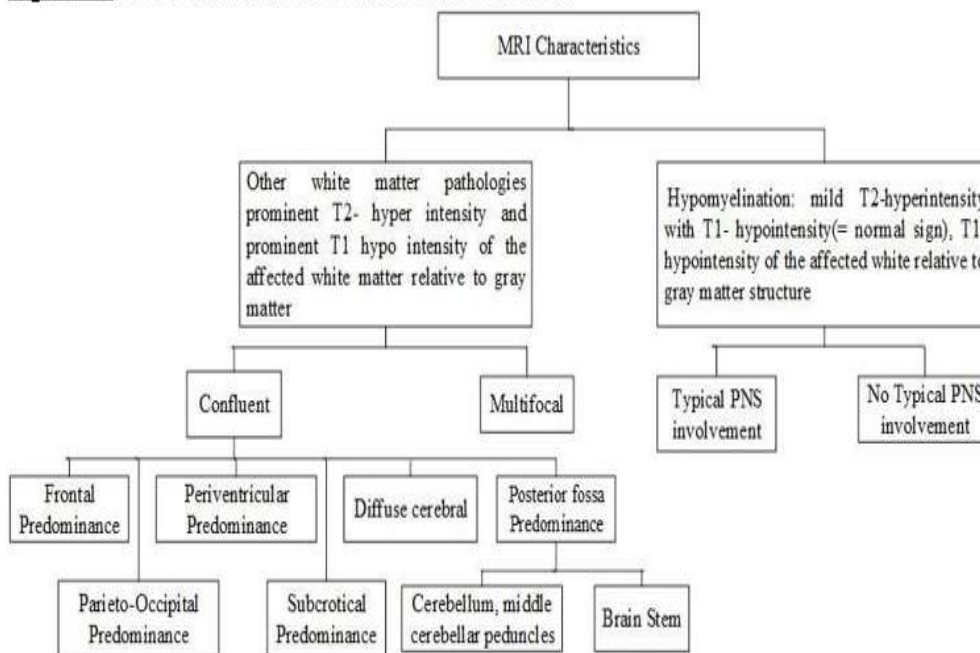 MRI Characteristics
Other white matter pathologies
prominent T2- hyper intensity and
prominent T1 hypo intensity of the
affected white matter relative to gray
matter
Hypomyelination: mild T2-hyperintensity
with T1- hypointensity(= normal sign), T1
hypointensity of the affected white relative to
gray matter structure
Confluent
Multifocal
Typical PNS
involvement
No Typical PNS
involvement
Frontal
Predominance
Periventricular
Predominance
Diffuse cerebral
Posterior fossa
Predominance
Parieto-Occipital
Predominance
Subcrotical
Predominance
Cerebellum, middle
cerebellar peduncles
Brain Stem